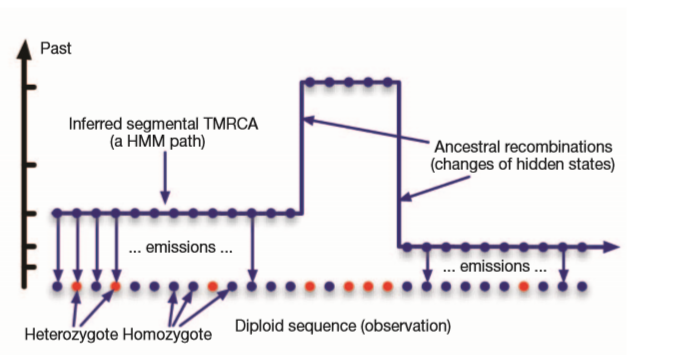 Past
Inferred segmental TMRCA
(a HMM path)
Ancestral recombinations
(changes of hidden states)
... emissions ...
... emissions ...
Heterozygote Homozygote
Diploid sequence (observation)